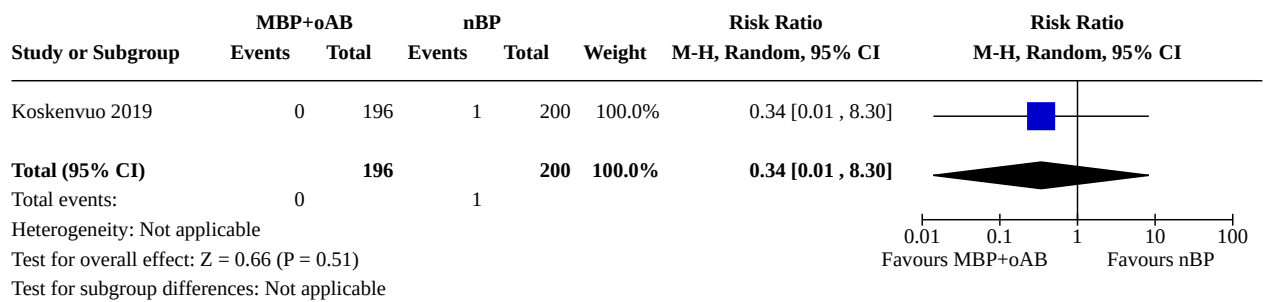 MBP+oAB nBP Risk Ratio Risk Ratio
Study or Subgroup Events Total Events Total Weight M-H, Random, 95% CI M-H, Random, 95% CI
Koskenvuo 2019 0 196 1 200 100.0% 0.34 [0.01 , 8.30]
Total (95% CI) 196 200 100.0% 0.34 [0.01 , 8.30]
Total events: 0 1
Heterogeneity: Not applicable
0.01 0.1 1 10 100
Test for overall effect: Z = 0.66 (P = 0.51) Favours MBP+oAB Favours nBP
Test for subgroup differences: Not applicable